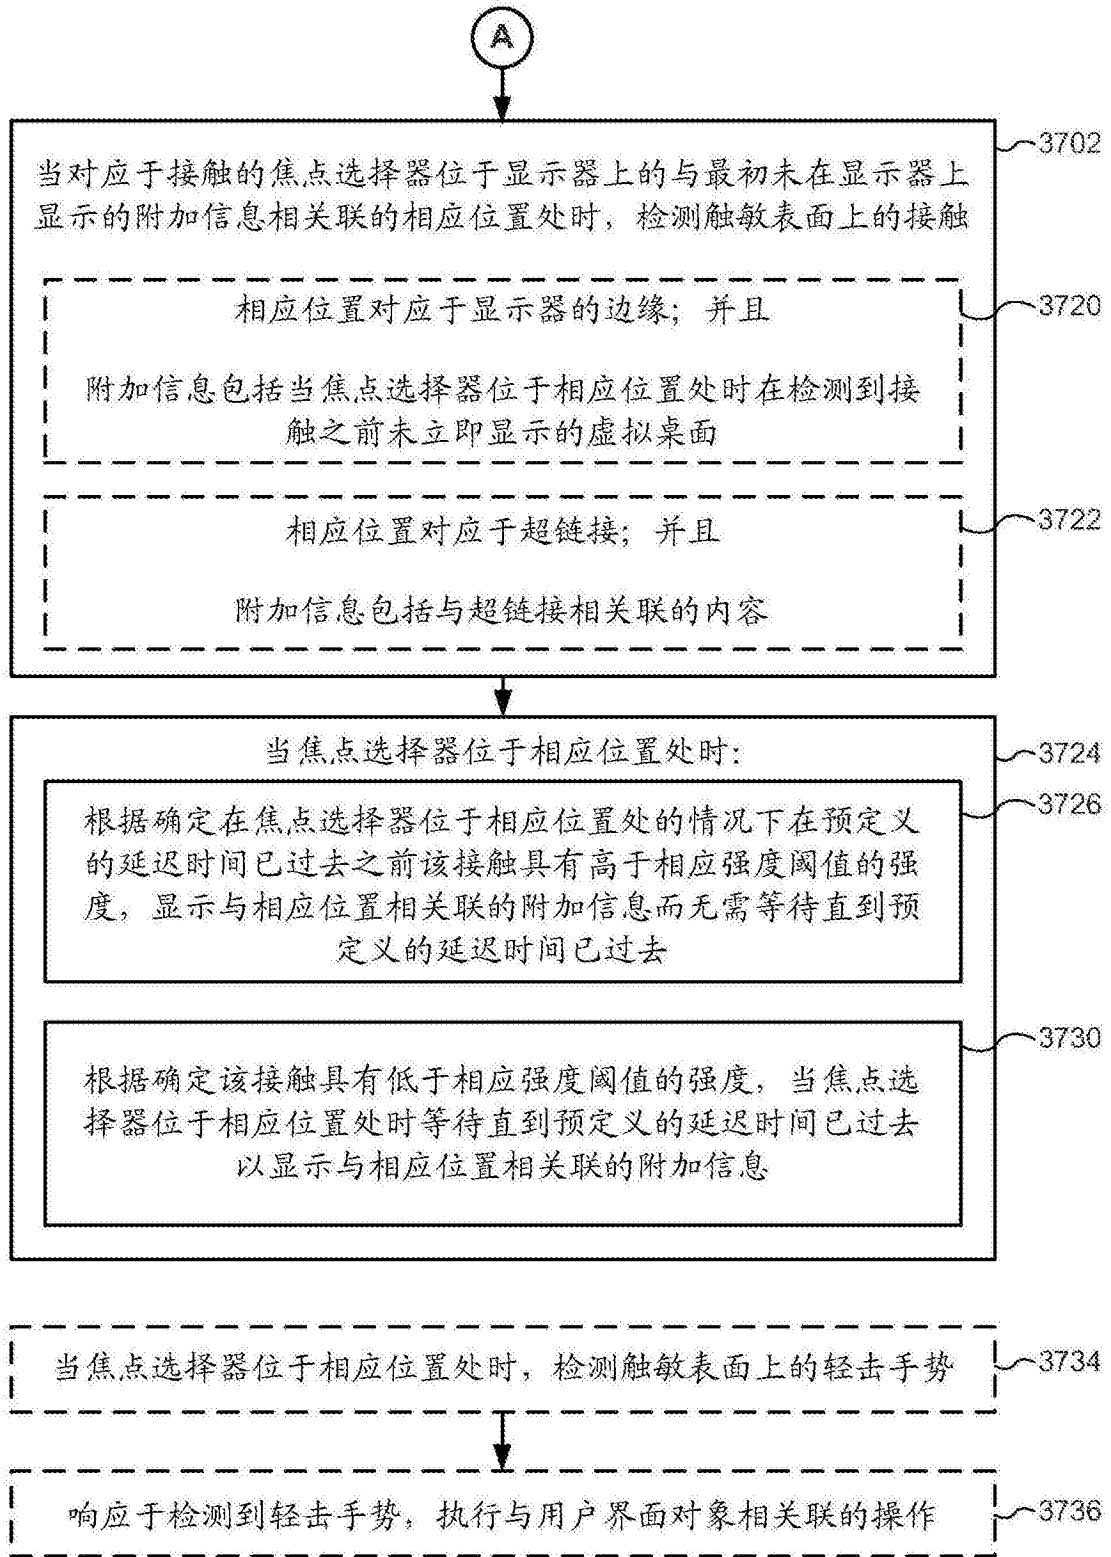 A
3702
当对应于接触的焦点选择器位于显示器上的与最初未在显示器上
显示的附加信息相关联的相应位置处时，检测触敏表面上的接触
3720
相应位置对应于显示器的边缘；并且
附加信息包括当焦点选择器位于相应位置处时在检测到接
触之前未立即显示的虚拟桌面
3722
相应位置对应于超链接；并且
附加信息包括与超链接相关联的内容
当焦点选择器位于相应位置处时：
3724
3726
根据确定在焦点选择器位于相应位置处的情况下在预定义
的延迟时间已过去之前该接触具有高于相应强度阈值的强
度，显示与相应位置相关联的附加信息而无需等待直到预
定义的延迟时间已过去
3730
根据确定该接触具有低于相应强度阈值的强度，当焦点选
择器位于相应位置处时等待直到预定义的延迟时间已过去
以显示与相应位置相关联的附加信息
当焦点选择器位于相应位置处时，检测触敏表面上的轻击手势
3734
响应于检测到轻击手势，执行与用户界面对象相关联的操作
3736